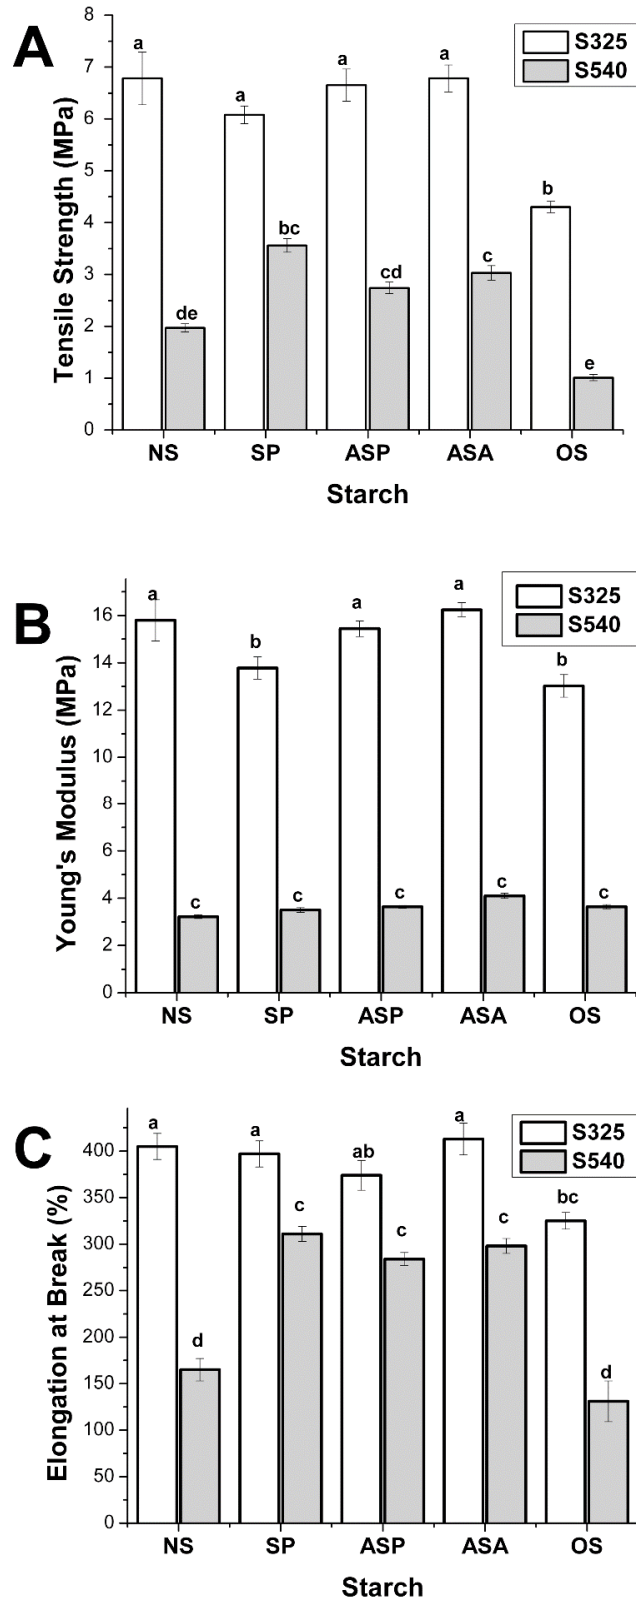 A
8
7
6
5
4
3
2
1
0
Tensile Strength (MPa)
S325
S540
a
a
a
a
b
de
bc
cd
c
e
NS SP ASP ASA OS
Starch
B
16
14
12
10
8
6
4
2
0
Young's Modulus (MPa)
S325
S540
a
b
a
a
b
c
c
c
c
c
NS SP ASP ASA OS
Starch
C
400
350
300
250
200
150
100
50
0
Elongation at Break (%)
S325
S540
a
a
ab
a
bc
d
c
c
c
d
NS SP ASP ASA OS
Starch